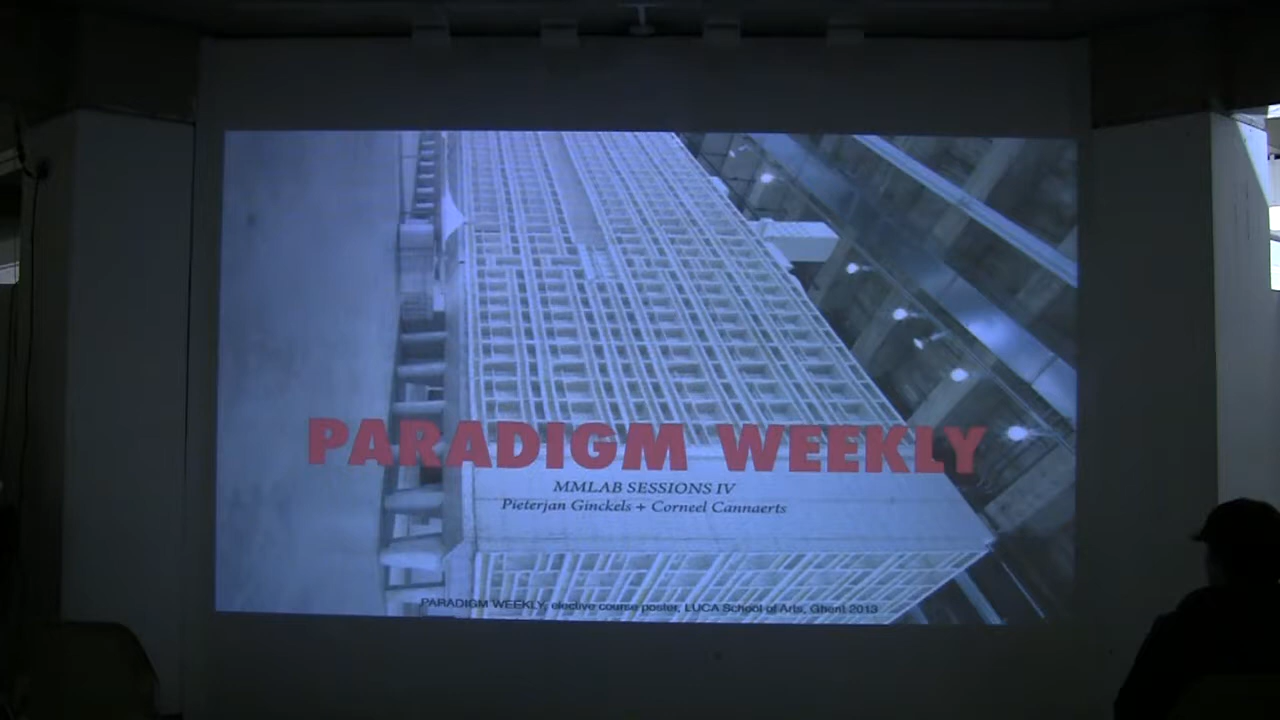 PARADIGM WEEKLY
MMLAB SESSIONS IV
Pieterjan Ginckels + Corneel Cannaerts
PARADIGM WEEKLY, elective course poster, LUCA School of Arts, Ghent 2013